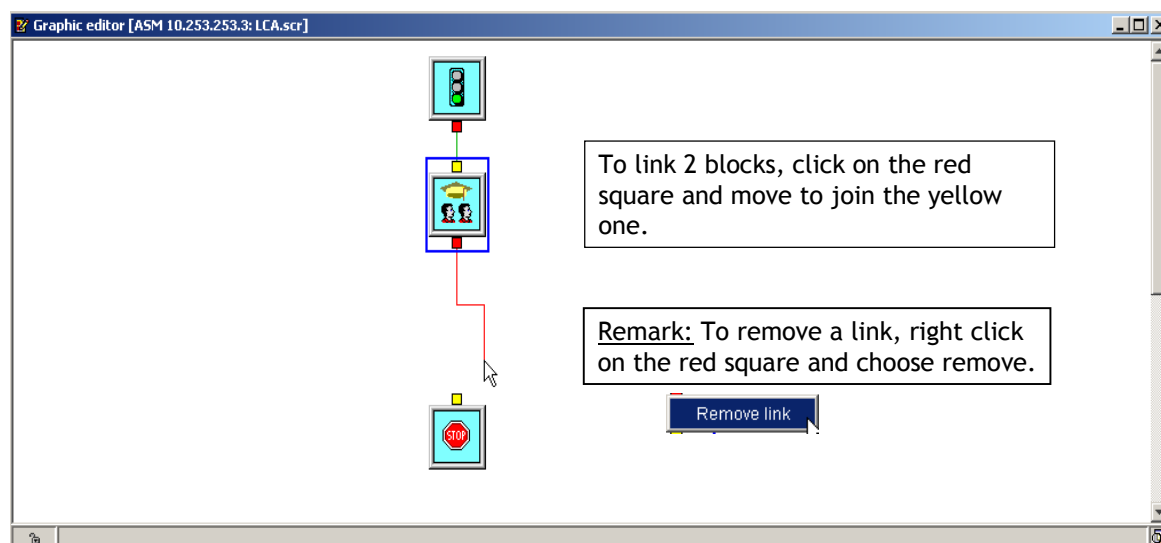 Graphic editor [ASM 10.253.253.3: LCA.scr]
To link 2 blocks, click on the red
square and move to join the yellow
one.
Remark: To remove a link, right click
on the red square and choose remove.
Remove link
STOP